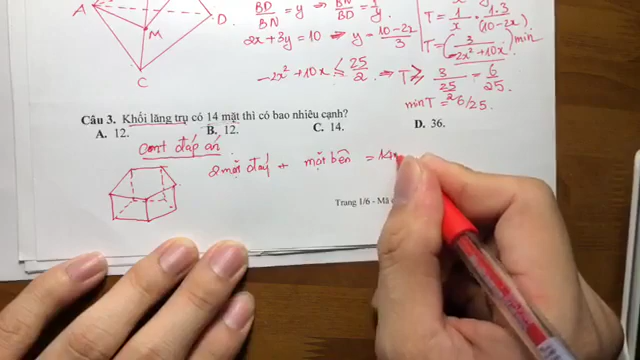 A
D
M
C
BD/BN = y → BN/BD = 1/y
2x + 3y = 10 → y = (10-2x)/3
-2x² + 10x ≤ 25/2 → T ≥ 3/(25/2) = 6/25
T = 1/x · 1.3/(10-2x)
T = (3/(-2x²+10x)) min
min T = 6/25.
Câu 3. Khối lăng trụ có 14 mặt thì có bao nhiêu cạnh?
A. 12. B. 12. C. 14. D. 36.
đáp án
2 mặt đáy + mặt bên = 14
Trang 1/6 - Mã